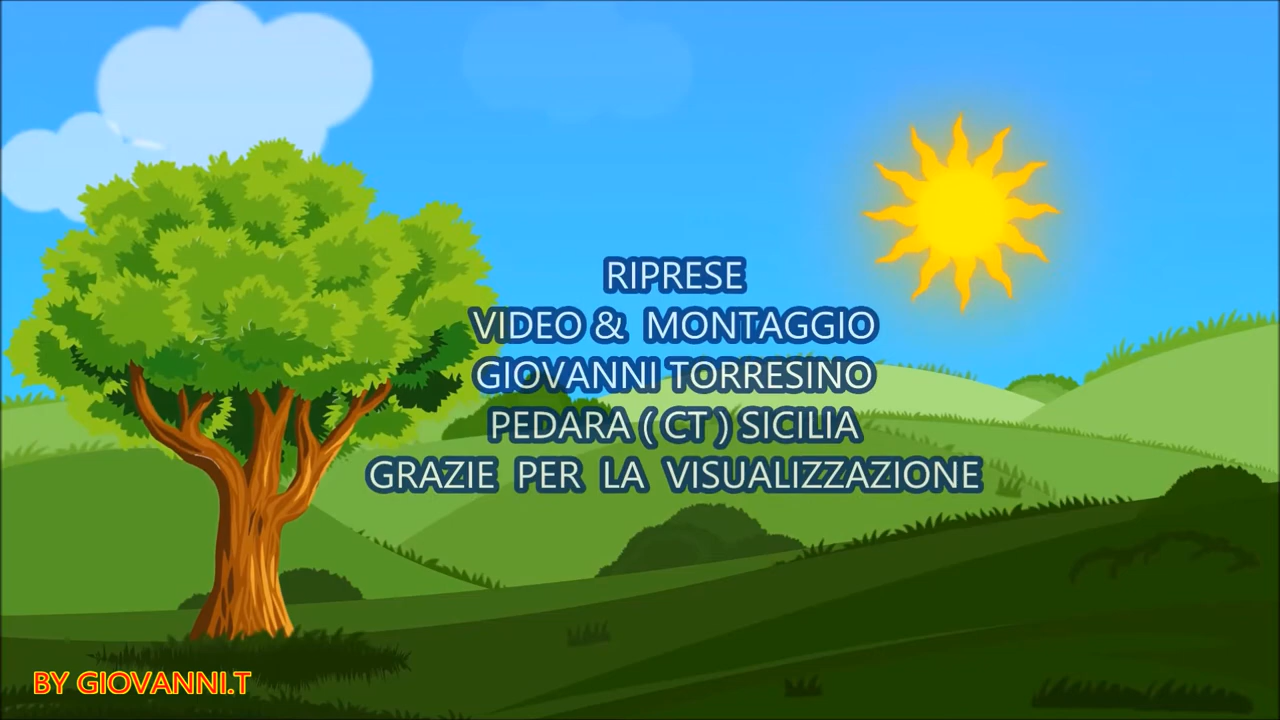 RIPRESE
VIDEO & MONTAGGIO
GIOVANNI TORRESINO
PEDARA ( CT ) SICILIA
GRAZIE PER LA VISUALIZZAZIONE
BY GIOVANNI.T